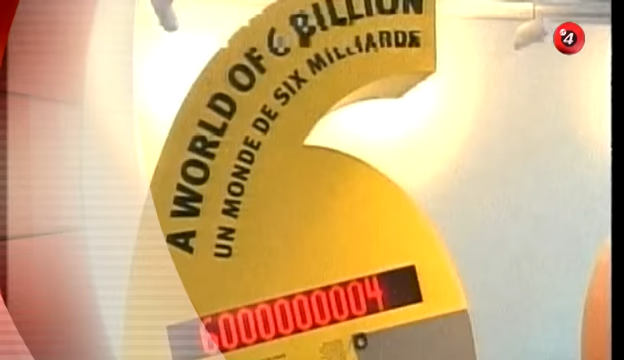 A WORLD OF 6 BILLION
UN MONDE DE SIX MILLIARDS
6000000004
4